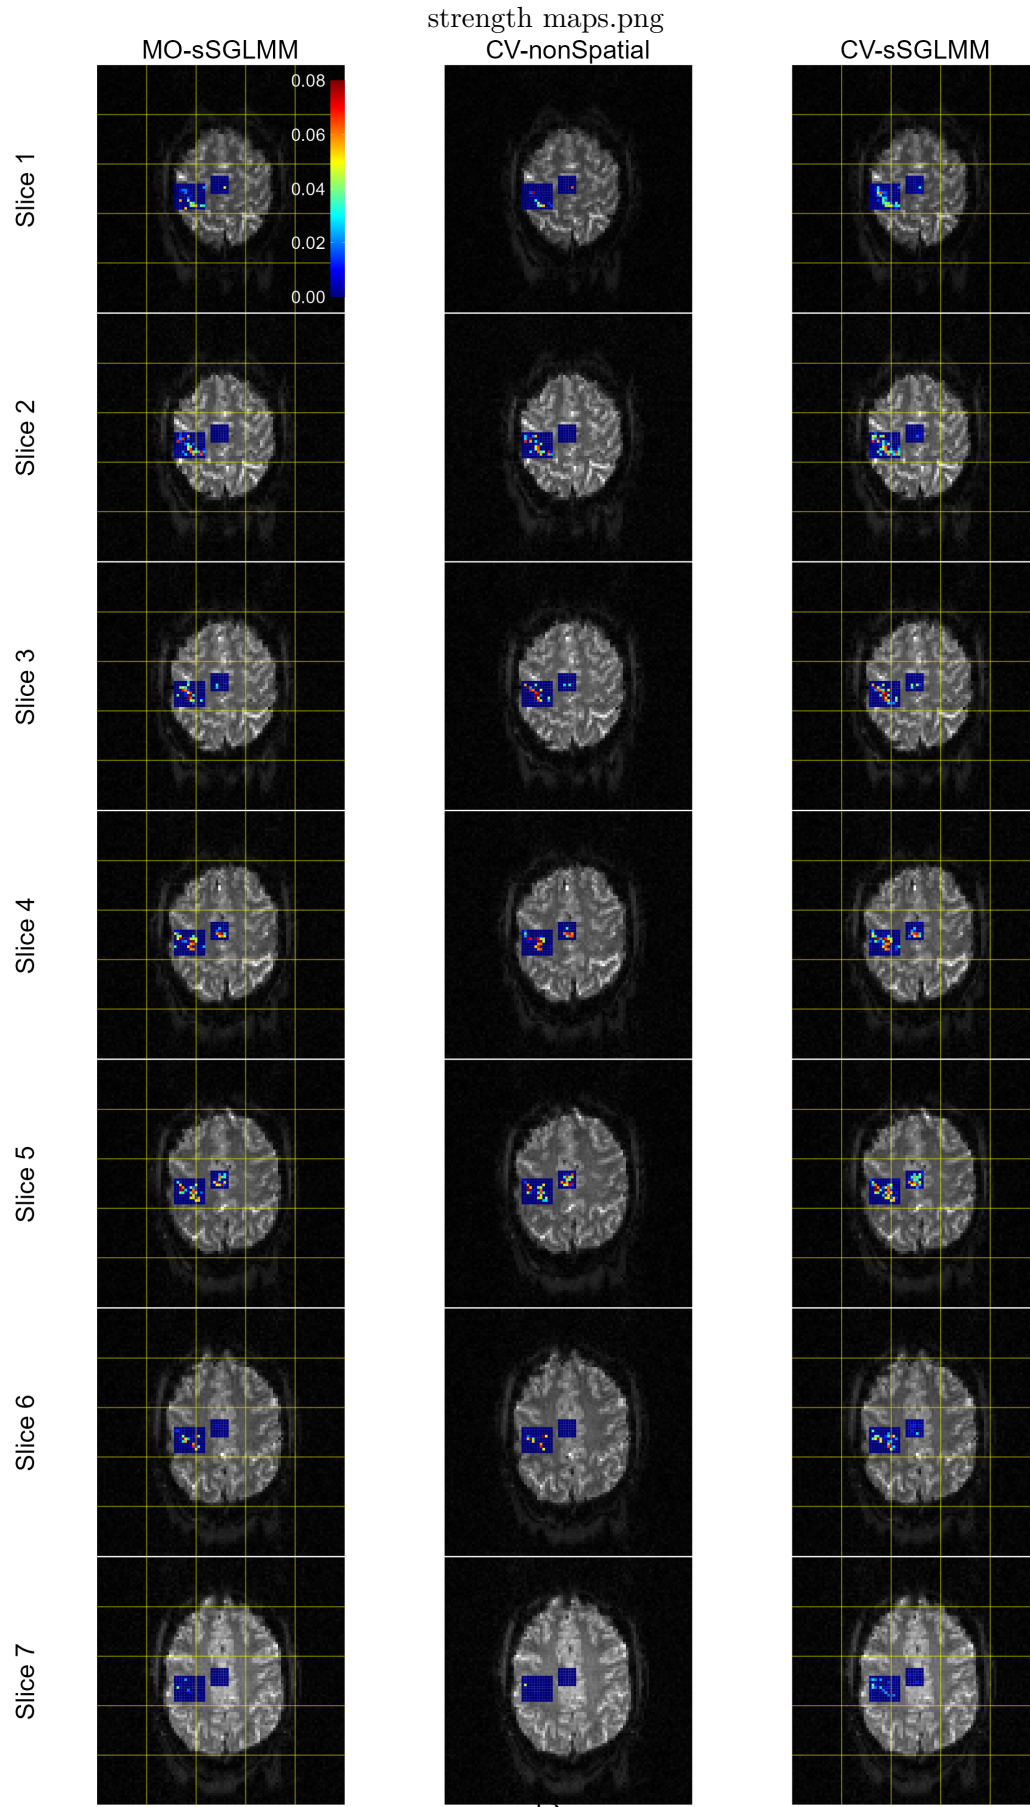 strength maps.png
MO-sSGLMM CV-nonSpatial CV-sSGLMM
0.08
0.06
0.04
0.02
0.00
Slice 1
Slice 2
Slice 3
Slice 4
Slice 5
Slice 6
Slice 7